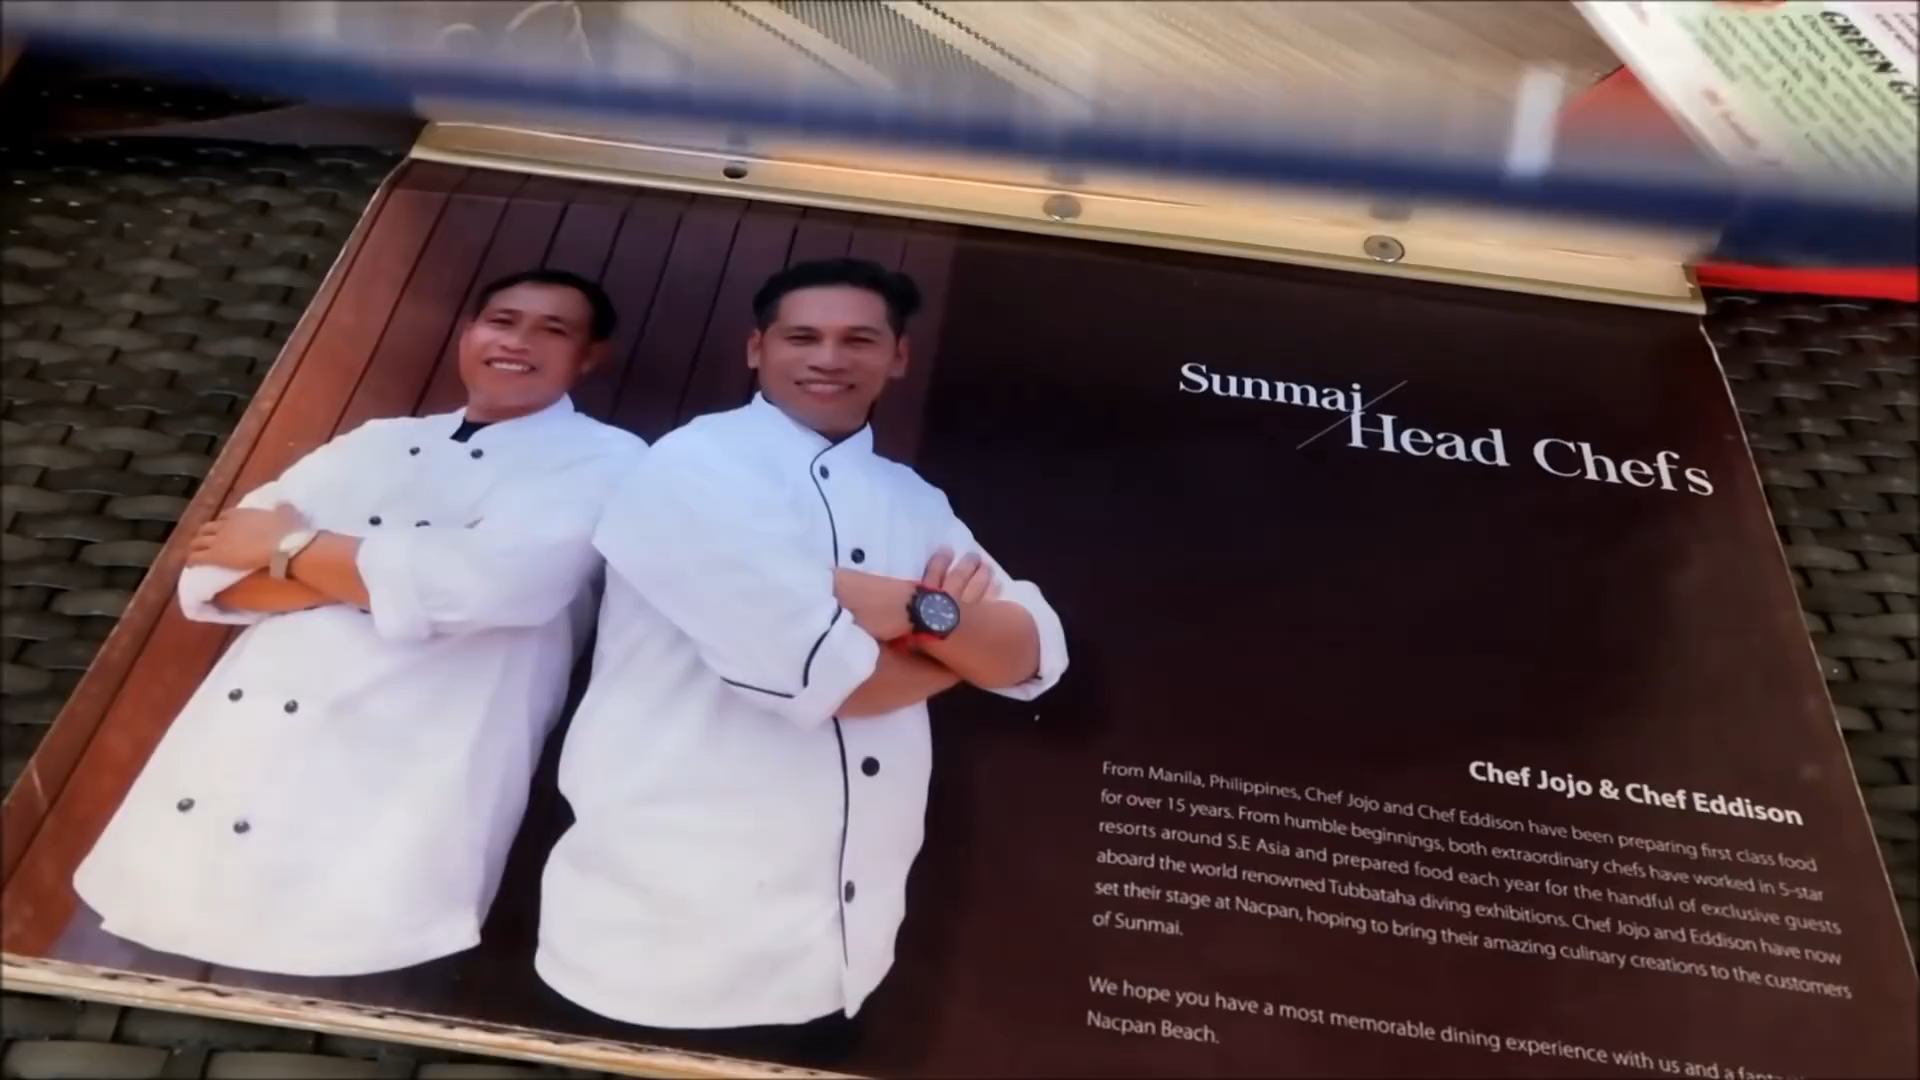 GREEN
Sunmai
Head Chefs
Chef Jojo & Chef Eddison
From Manila, Philippines, Chef Jojo and Chef Eddison have been preparing first class food
for over 15 years. From humble beginnings, both extraordinary chefs have worked in 5-star
resorts around S.E Asia and prepared food each year for the handful of exclusive guests
aboard the world renowned Tubbataha diving exhibitions. Chef Jojo and Eddison have now
set their stage at Nacpan, hoping to bring their amazing culinary creations to the customers
of Sunmai.
We hope you have a most memorable dining experience with us and a
Nacpan Beach.